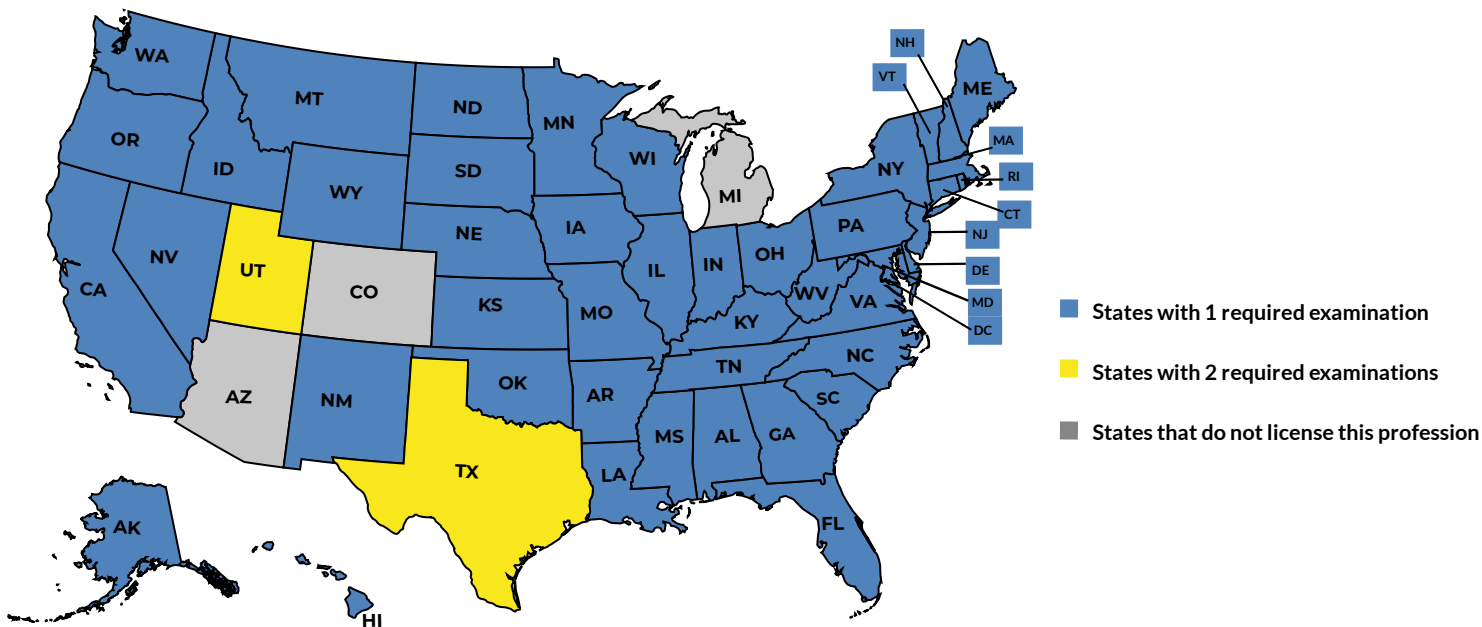 NH
VT
WA
ME
MT
ND
MN
OR
MA
WI
NY
ID
SD
RI
WY
MI
CT
PA
IA
NE
NJ
OH
NV
IN
UT
IL
DE
CA
CO
WV
VA
MD
KS
MO
States with 1 required examination
KY
DC
NC
TN
States with 2 required examinations
OK
AR
AZ
NM
SC
States that do not license this profession
MS
AL
GA
TX
LA
FL
AK
HI